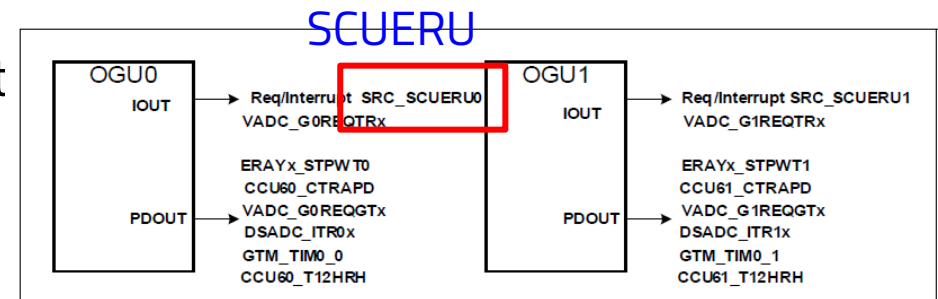 SCUERU
t
OGU0
IOUT
Req/Interrupt SRC_SCUERU0
VADC_G0REQTRx
ERAYx_STPWT0
CCU60_CTRAPD
PDOUT
VADC_G0REQGTx
DSADC_ITR0x
GTM_TIM0_0
CCU60_T12HRH
OGU1
IOUT
Req/Interrupt SRC_SCUERU1
VADC_G1REQTRx
ERAYx_STPWT1
CCU61_CTRAPD
PDOUT
VADC_G1REQGTx
DSADC_ITR1x
GTM_TIM0_1
CCU61_T12HRH